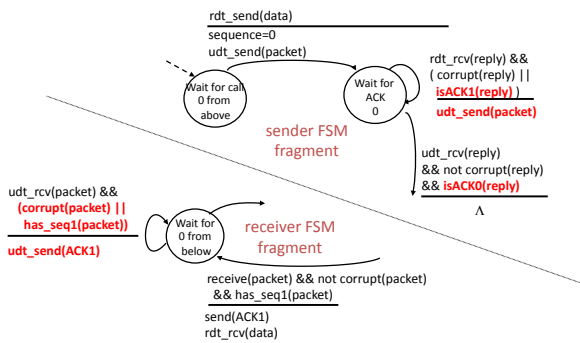 rdt_send(data)
sequence=0
udt_send(packet)
Wait for call
0 from
above
Wait for
ACK
0
rdt_rcv(reply) &&
( corrupt(reply) ||
isACK1(reply) )
udt_send(packet)
sender FSM
fragment
udt_rcv(reply)
&& not corrupt(reply)
&& isACK0(reply)
Λ
udt_rcv(packet) &&
(corrupt(packet) ||
has_seq1(packet))
udt_send(ACK1)
Wait for
0 from
below
receiver FSM
fragment
receive(packet) && not corrupt(packet)
&& has_seq1(packet)
send(ACK1)
rdt_rcv(data)